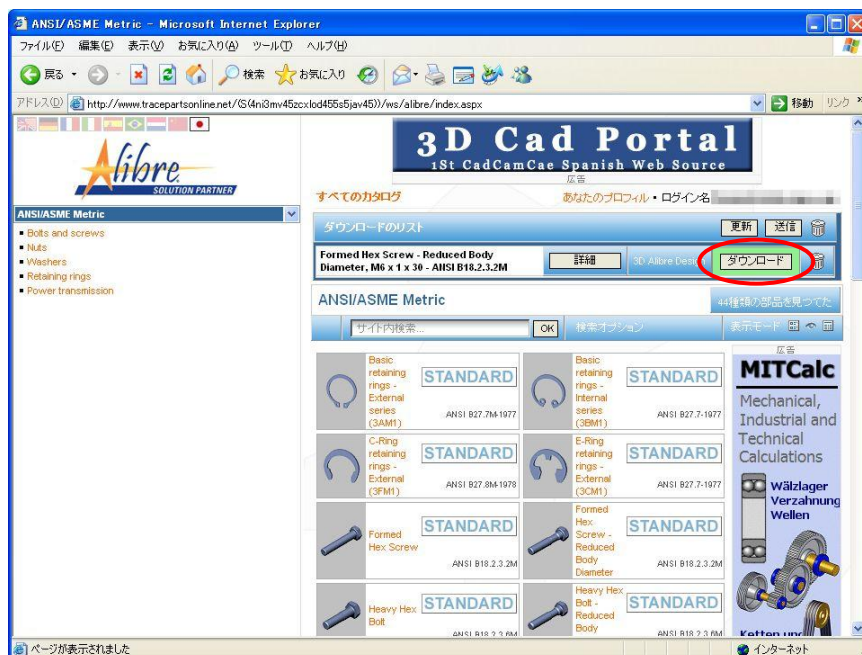 ANSI/ASME Metric - Microsoft Internet Explorer
ファイル(F) 編集(E) 表示(V) お気に入り(A) ツール(T) ヘルプ(H)
戻る 検索 お気に入り
アドレス(D) http://www.tracepartsonline.net/(S(4ni3mv45zcxlod455s5jav45))/ws/alibre/index.aspx 移動 リンク »
Alibre
SOLUTION PARTNER
3D Cad Portal
1St CadCamCae Spanish Web Source
広告
すべてのカタログ あなたのプロフィル・ログイン名
ANSI/ASME Metric
Bolts and screws
Nuts
Washers
Retaining rings
Power transmission
ダウンロードのリスト 更新 送信
Formed Hex Screw - Reduced Body
Diameter, M6 x 1 x 30 - ANSI B18.2.3.2M
詳細 3D Alibre Design ダウンロード
ANSI/ASME Metric 44種類の部品を見つてた
サイト内検索... OK 検索オプション 表示モード
Basic
retaining
rings -
External
series
(3AM1)
STANDARD
ANSI B27.7M-1977
Basic
retaining
rings -
Internal
series
(3BM1)
STANDARD
ANSI B27.7-1977
C-Ring
retaining
rings -
External
(3FM1)
STANDARD
ANSI B27.8M-1978
E-Ring
retaining
rings -
External
(3CM1)
STANDARD
ANSI B27.7-1977
Formed
Hex Screw
STANDARD
ANSI B18.2.3.2M
Formed
Hex
Screw -
Reduced
Body
Diameter
STANDARD
ANSI B18.2.3.2M
Heavy Hex
Bolt
STANDARD
ANSI B18.2.3.6M
Heavy Hex
Bolt -
Reduced
Body
STANDARD
ANSI B18.2.3.6M
広告
MITCalc
Mechanical,
Industrial and
Technical
Calculations
Wälzlager
Verzahnung
Wellen
Ketten und
ページが表示されました インターネット